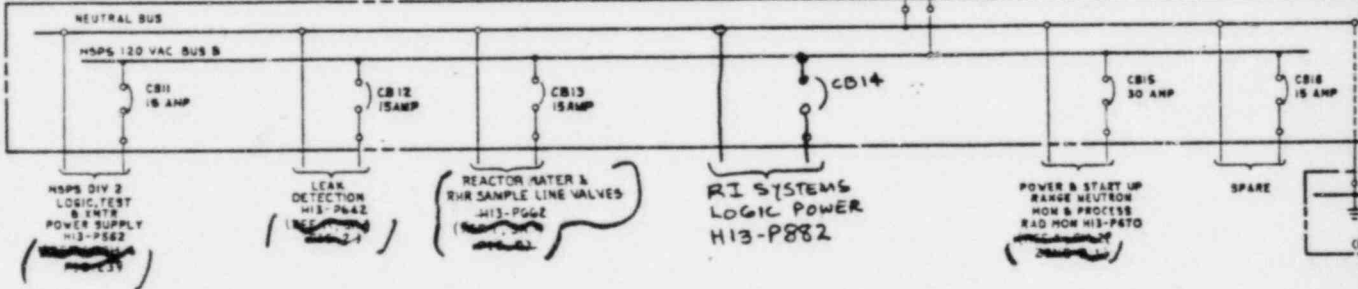 NEUTRAL BUS
NSPS 120 VAC BUS B
CB11
15 AMP
CB12
15AMP
CB13
15AMP
CB14
CB15
30 AMP
CB16
15 AMP
NSPS DIV 2
LOGIC, TEST
& XMTR
POWER SUPPLY
H13-P662
LEAK
DETECTION
H13-P642
REACTOR WATER &
RHR SAMPLE LINE VALVES
H13-P662
RI SYSTEMS
LOGIC POWER
H13-P882
POWER & START UP
RANGE NEUTRON
MON & PROCESS
RAD MON H13-P670
SPARE